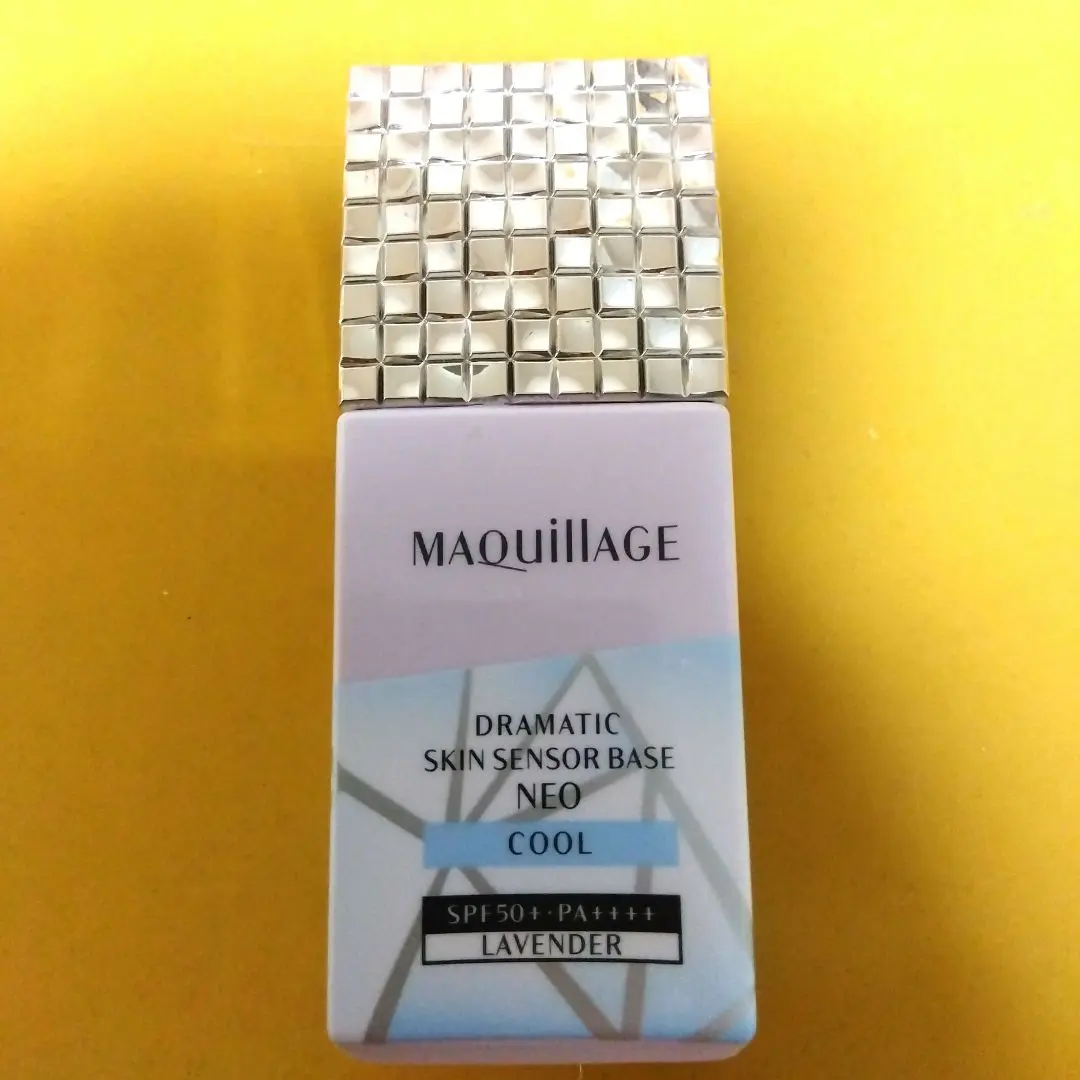 MAQuillAGE
DRAMATIC
SKIN SENSOR BASE
NEO
COOL
SPF50+·PA++++
LAVENDER